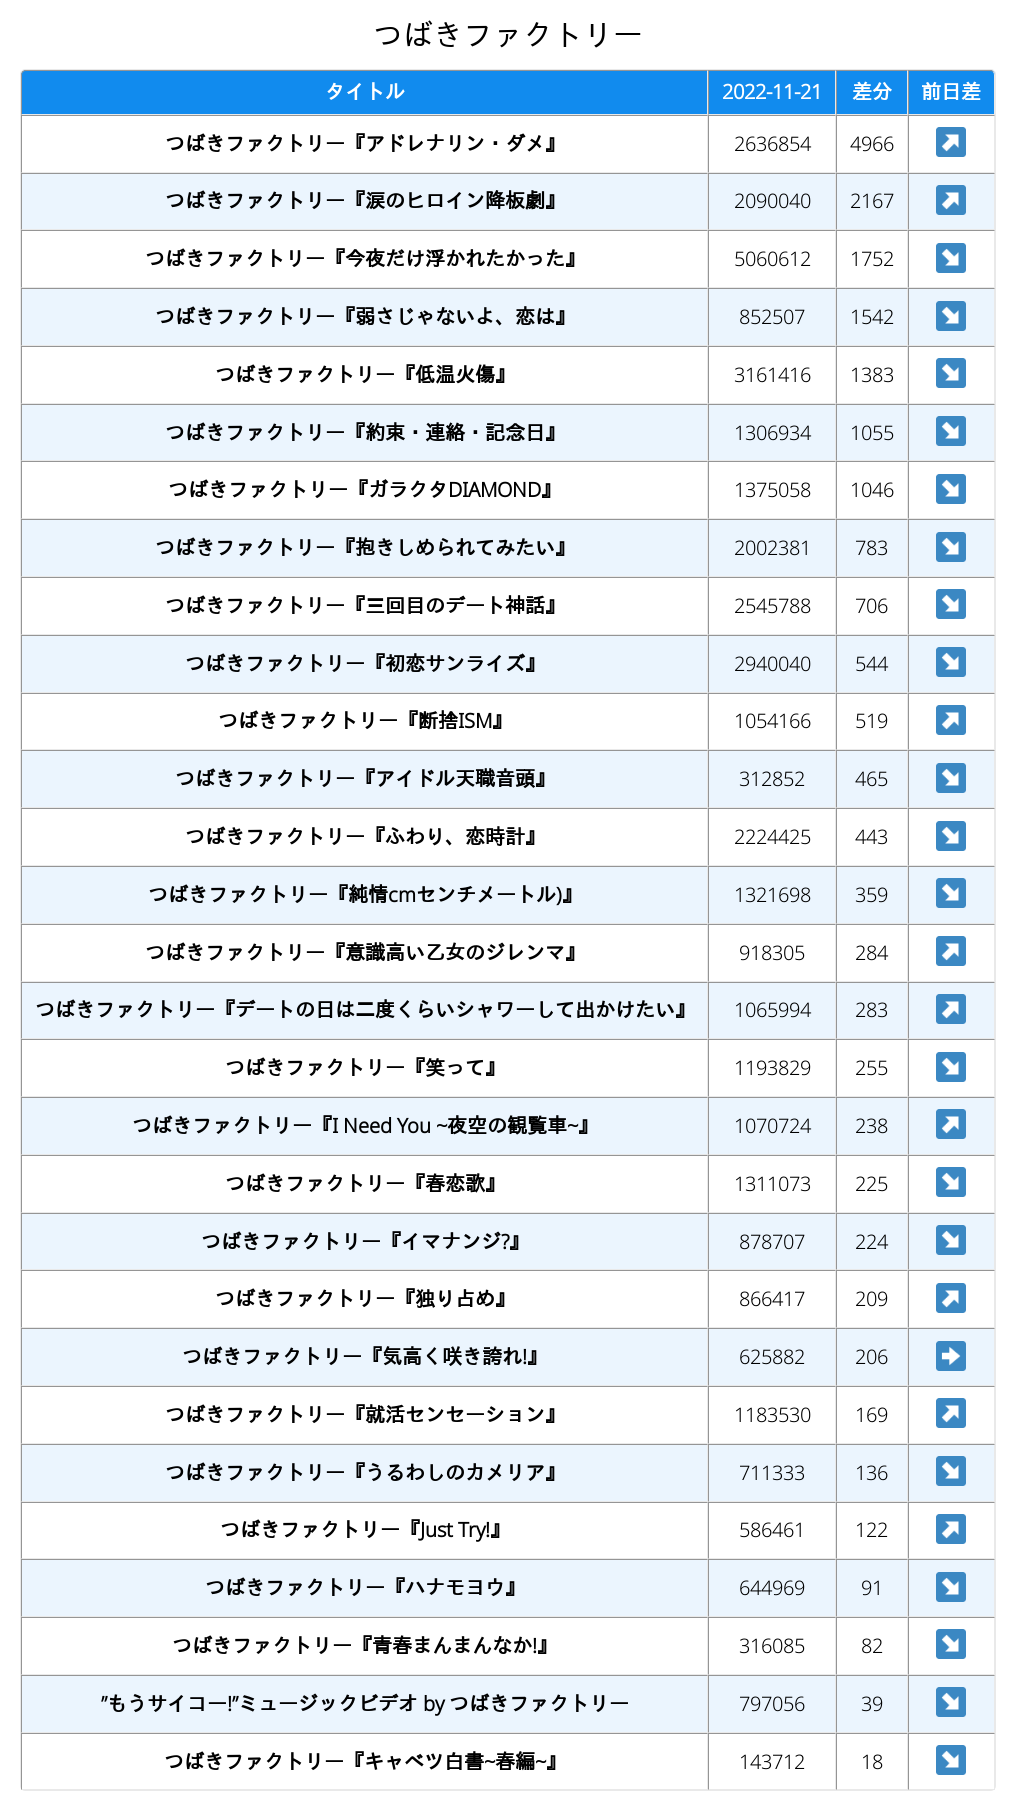 つばきファクトリー
タイトル 2022-11-21 差分 前日差
つばきファクトリー『アドレナリン・ダメ』 2636854 4966 ↗
つばきファクトリー『涙のヒロイン降板劇』 2090040 2167 ↗
つばきファクトリー『今夜だけ浮かれたかった』 5060612 1752 ↘
つばきファクトリー『弱さじゃないよ、恋は』 852507 1542 ↘
つばきファクトリー『低温火傷』 3161416 1383 ↘
つばきファクトリー『約束・連絡・記念日』 1306934 1055 ↘
つばきファクトリー『ガラクタDIAMOND』 1375058 1046 ↘
つばきファクトリー『抱きしめられてみたい』 2002381 783 ↘
つばきファクトリー『三回目のデート神話』 2545788 706 ↘
つばきファクトリー『初恋サンライズ』 2940040 544 ↘
つばきファクトリー『断捨ISM』 1054166 519 ↗
つばきファクトリー『アイドル天職音頭』 312852 465 ↘
つばきファクトリー『ふわり、恋時計』 2224425 443 ↘
つばきファクトリー『純情cmセンチメートル)』 1321698 359 ↘
つばきファクトリー『意識高い乙女のジレンマ』 918305 284 ↗
つばきファクトリー『デートの日は二度くらいシャワーして出かけたい』 1065994 283 ↗
つばきファクトリー『笑って』 1193829 255 ↘
つばきファクトリー『I Need You ~夜空の観覧車~』 1070724 238 ↗
つばきファクトリー『春恋歌』 1311073 225 ↘
つばきファクトリー『イマナンジ?』 878707 224 ↘
つばきファクトリー『独り占め』 866417 209 ↗
つばきファクトリー『気高く咲き誇れ!』 625882 206 ➡
つばきファクトリー『就活センセーション』 1183530 169 ↗
つばきファクトリー『うるわしのカメリア』 711333 136 ↘
つばきファクトリー『Just Try!』 586461 122 ↗
つばきファクトリー『ハナモヨウ』 644969 91 ↘
つばきファクトリー『青春まんまんなか!』 316085 82 ↘
”もうサイコー!”ミュージックビデオ by つばきファクトリー 797056 39 ↘
つばきファクトリー『キャベツ白書~春編~』 143712 18 ↘